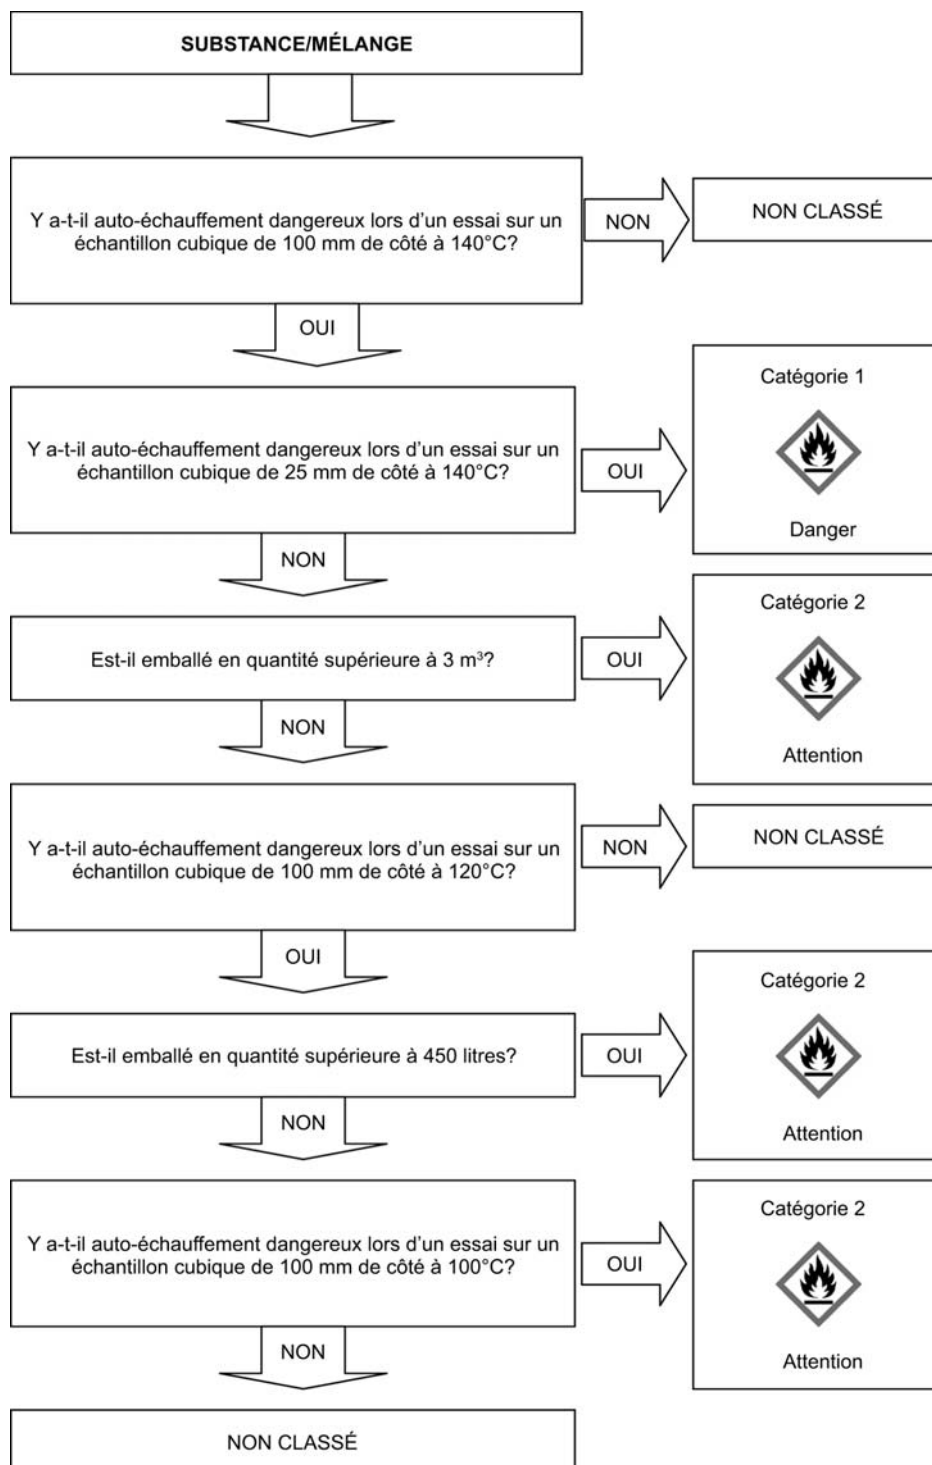 SUBSTANCE/MÉLANGE
Y a-t-il auto-échauffement dangereux lors d’un essai sur un
échantillon cubique de 100 mm de côté à 140°C?
NON
NON CLASSÉ
OUI
Y a-t-il auto-échauffement dangereux lors d’un essai sur un
échantillon cubique de 25 mm de côté à 140°C?
OUI
Catégorie 1
Danger
NON
Est-il emballé en quantité supérieure à 3 m³?
OUI
Catégorie 2
Attention
NON
Y a-t-il auto-échauffement dangereux lors d’un essai sur un
échantillon cubique de 100 mm de côté à 120°C?
NON
NON CLASSÉ
OUI
Est-il emballé en quantité supérieure à 450 litres?
OUI
Catégorie 2
Attention
NON
Y a-t-il auto-échauffement dangereux lors d’un essai sur un
échantillon cubique de 100 mm de côté à 100°C?
OUI
Catégorie 2
Attention
NON
NON CLASSÉ